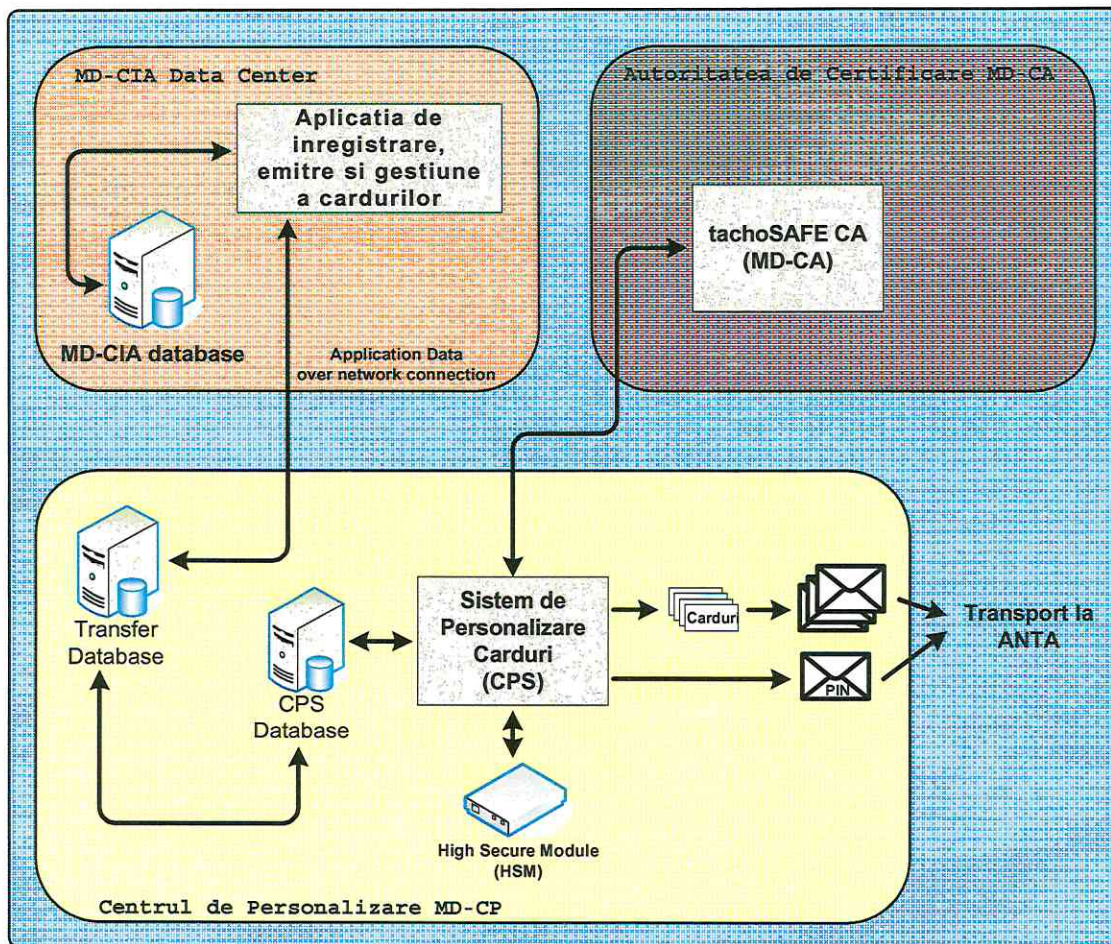 MD-CIA Data Center
Aplicatia de
inregistrare,
emitre si gestiune
a cardurilor
MD-CIA database
Application Data
over network connection
Autoritatea de Certificare MD-CA
tachoSAFE CA
(MD-CA)
Transfer
Database
CPS
Database
Sistem de
Personalizare
Carduri
(CPS)
Carduri
PIN
Transport la
ANTA
High Secure Module
(HSM)
Centrul de Personalizare MD-CP